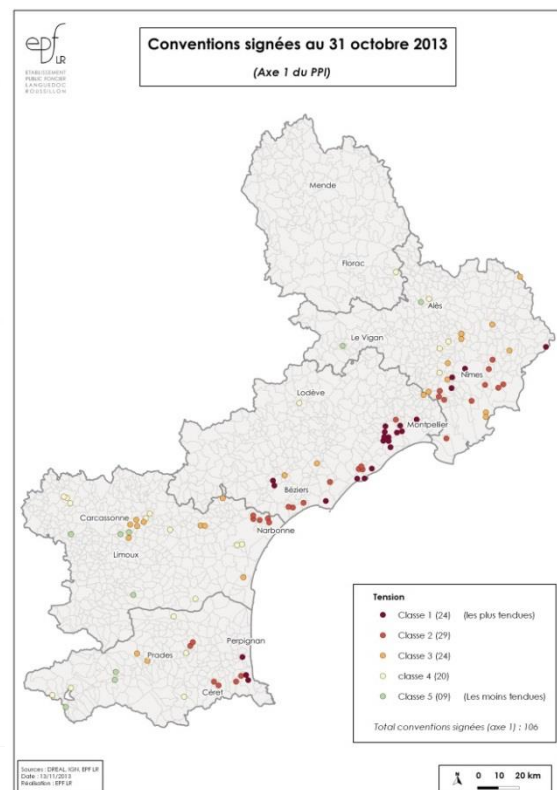 epf LR
ETABLISSEMENT
PUBLIC FONCIER
LANGUEDOC
ROUSSILLON
Conventions signées au 31 octobre 2013
(Axe 1 du PPI)
Mende
Florac
Alès
Le Vigan
Nîmes
Lodève
Montpellier
Béziers
Carcassonne
Narbonne
Limoux
Perpignan
Prades
Céret
Tension
Classe 1 (24) (les plus tendues)
Classe 2 (29)
Classe 3 (24)
classe 4 (20)
Classe 5 (09) (Les moins tendues)
Total conventions signées (axe 1) : 106
Sources : DREAL, IGN, EPF LR
Date : 13/11/2013
Réalisation : EPF LR
N
0 10 20 km